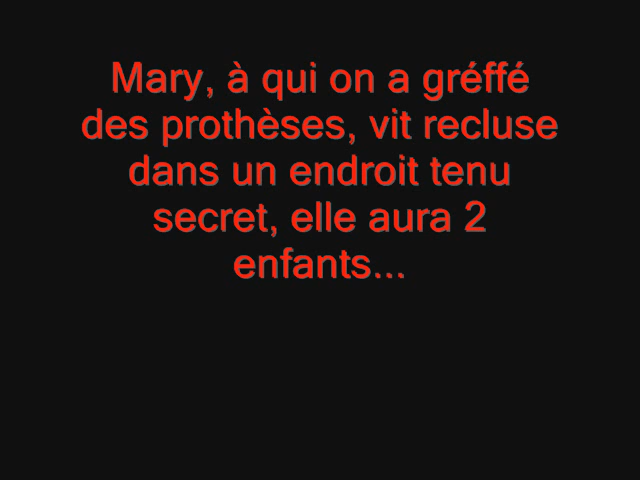 Mary, à qui on a gréffé
des prothèses, vit recluse
dans un endroit tenu
secret, elle aura 2
enfants...